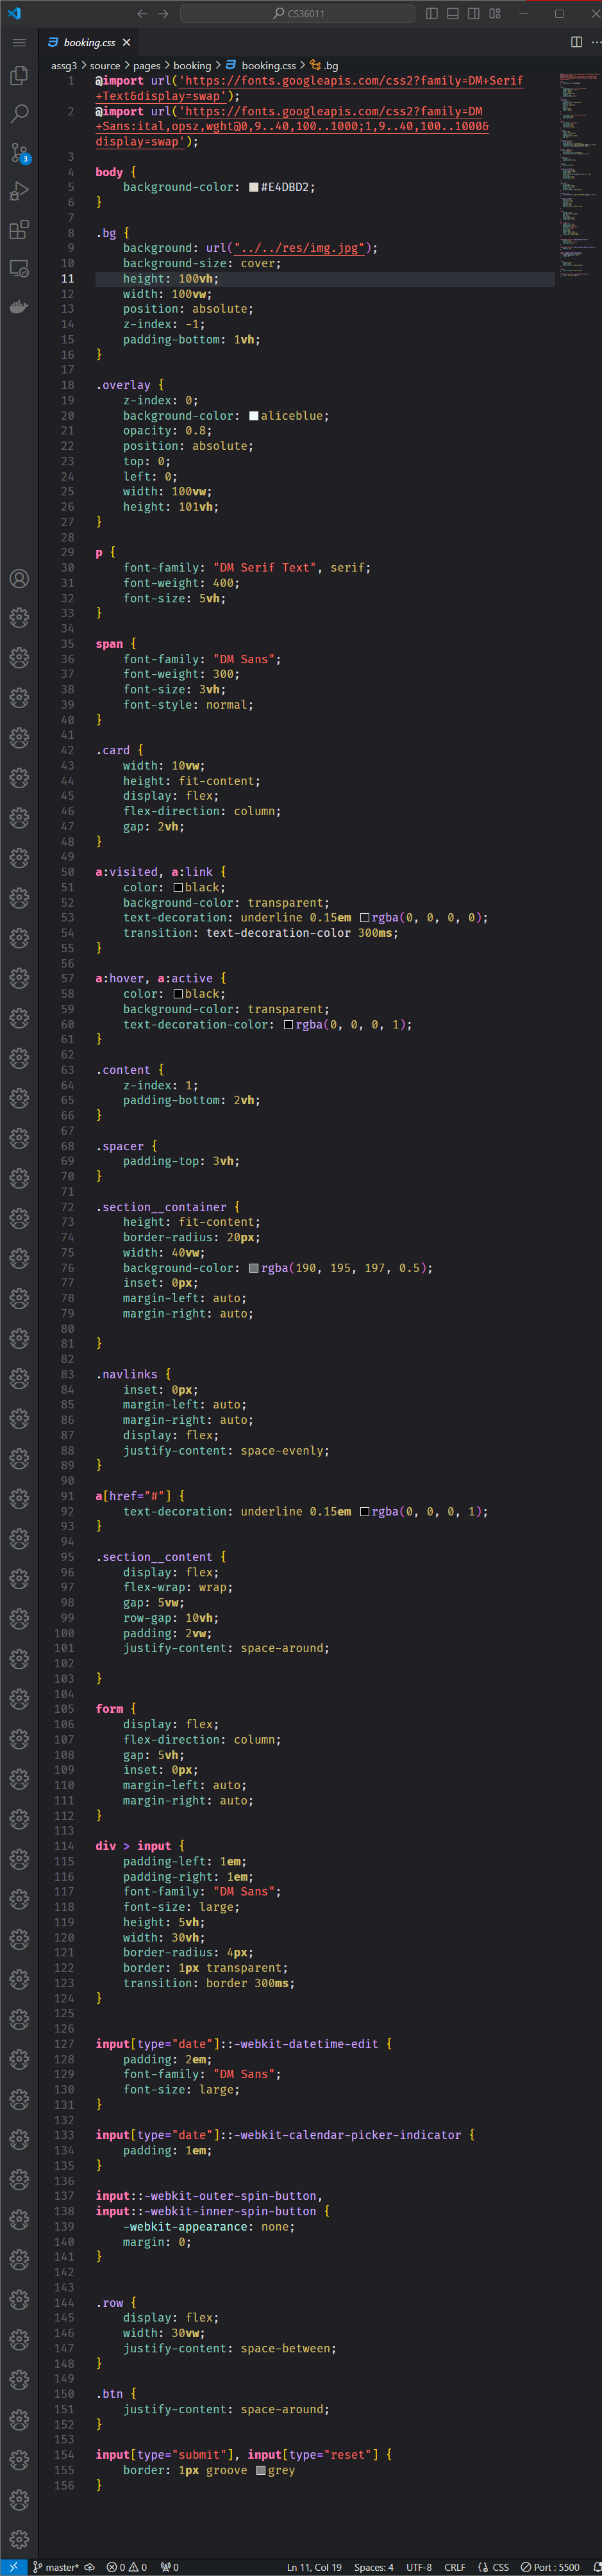 CS36011
booking.css
assg3 > source > pages > booking > booking.css > .bg
1 @import url('https://fonts.googleapis.com/css2?family=DM+Serif
+Text&display=swap');
2 @import url('https://fonts.googleapis.com/css2?family=DM
+Sans:ital,opsz,wght@0,9..40,100..1000;1,9..40,100..1000&
display=swap');
3
4 body {
5 background-color: #E4DBD2;
6 }
7
8 .bg {
9 background: url("../../res/img.jpg");
10 background-size: cover;
11 height: 100vh;
12 width: 100vw;
13 position: absolute;
14 z-index: -1;
15 padding-bottom: 1vh;
16 }
17
18 .overlay {
19 z-index: 0;
20 background-color: aliceblue;
21 opacity: 0.8;
22 position: absolute;
23 top: 0;
24 left: 0;
25 width: 100vw;
26 height: 101vh;
27 }
28
29 p {
30 font-family: "DM Serif Text", serif;
31 font-weight: 400;
32 font-size: 5vh;
33 }
34
35 span {
36 font-family: "DM Sans";
37 font-weight: 300;
38 font-size: 3vh;
39 font-style: normal;
40 }
41
42 .card {
43 width: 10vw;
44 height: fit-content;
45 display: flex;
46 flex-direction: column;
47 gap: 2vh;
48 }
49
50 a:visited, a:link {
51 color: black;
52 background-color: transparent;
53 text-decoration: underline 0.15em rgba(0, 0, 0, 0);
54 transition: text-decoration-color 300ms;
55 }
56
57 a:hover, a:active {
58 color: black;
59 background-color: transparent;
60 text-decoration-color: rgba(0, 0, 0, 1);
61 }
62
63 .content {
64 z-index: 1;
65 padding-bottom: 2vh;
66 }
67
68 .spacer {
69 padding-top: 3vh;
70 }
71
72 .section__container {
73 height: fit-content;
74 border-radius: 20px;
75 width: 40vw;
76 background-color: rgba(190, 195, 197, 0.5);
77 inset: 0px;
78 margin-left: auto;
79 margin-right: auto;
80
81 }
82
83 .navlinks {
84 inset: 0px;
85 margin-left: auto;
86 margin-right: auto;
87 display: flex;
88 justify-content: space-evenly;
89 }
90
91 a[href="#"] {
92 text-decoration: underline 0.15em rgba(0, 0, 0, 1);
93 }
94
95 .section__content {
96 display: flex;
97 flex-wrap: wrap;
98 gap: 5vw;
99 row-gap: 10vh;
100 padding: 2vw;
101 justify-content: space-around;
102
103 }
104
105 form {
106 display: flex;
107 flex-direction: column;
108 gap: 5vh;
109 inset: 0px;
110 margin-left: auto;
111 margin-right: auto;
112 }
113
114 div > input {
115 padding-left: 1em;
116 padding-right: 1em;
117 font-family: "DM Sans";
118 font-size: large;
119 height: 5vh;
120 width: 30vh;
121 border-radius: 4px;
122 border: 1px transparent;
123 transition: border 300ms;
124 }
125
126
127 input[type="date"]::-webkit-datetime-edit {
128 padding: 2em;
129 font-family: "DM Sans";
130 font-size: large;
131 }
132
133 input[type="date"]::-webkit-calendar-picker-indicator {
134 padding: 1em;
135 }
136
137 input::-webkit-outer-spin-button,
138 input::-webkit-inner-spin-button {
139 -webkit-appearance: none;
140 margin: 0;
141 }
142
143
144 .row {
145 display: flex;
146 width: 30vw;
147 justify-content: space-between;
148 }
149
150 .btn {
151 justify-content: space-around;
152 }
153
154 input[type="submit"], input[type="reset"] {
155 border: 1px groove grey
156 }
3
master* 0 0 0 Ln 11, Col 19 Spaces: 4 UTF-8 CRLF {} CSS Port : 5500